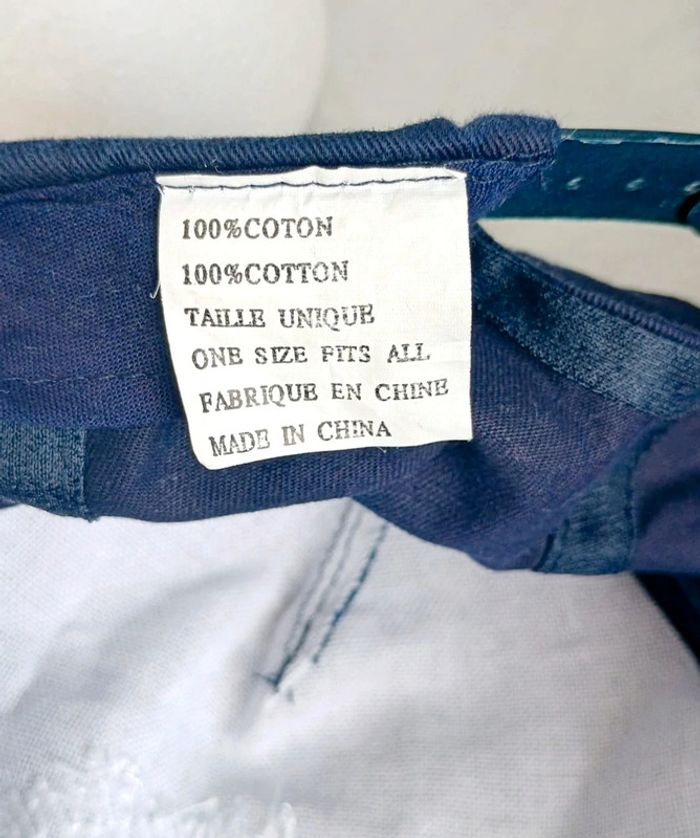 100%COTON
100%COTTON
TAILLE UNIQUE
ONE SIZE FITS ALL
FABRIQUE EN CHINE
MADE IN CHINA